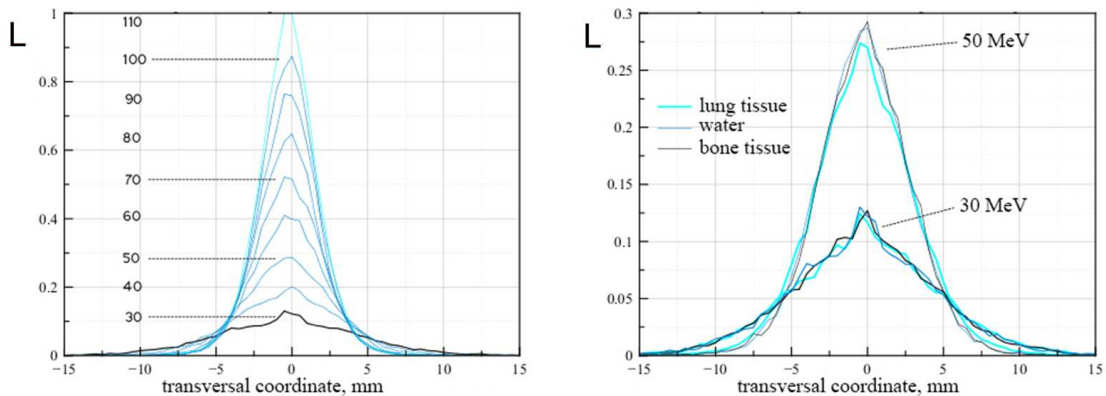 L
1
0.8
0.6
0.4
0.2
0
110
100
90
80
70
60
50
40
30
−15 −10 −5 0 5 10 15
transversal coordinate, mm
L
0.3
0.25
0.2
0.15
0.1
0.05
0
50 MeV
lung tissue
water
bone tissue
30 MeV
−15 −10 −5 0 5 10 15
transversal coordinate, mm